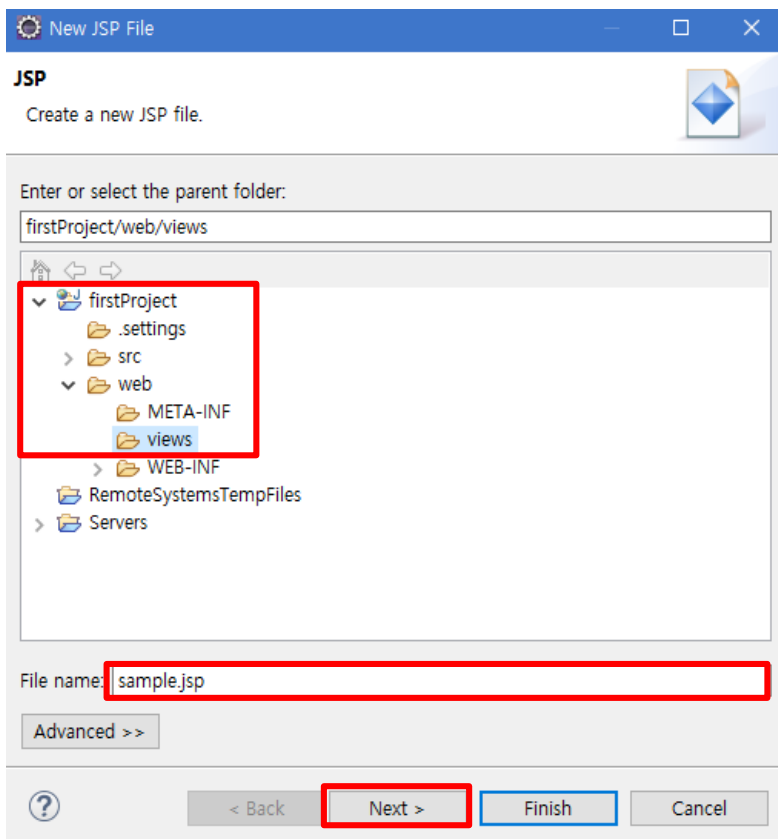 New JSP File
JSP
Create a new JSP file.
Enter or select the parent folder:
firstProject/web/views
firstProject
.settings
src
web
META-INF
views
WEB-INF
RemoteSystemsTempFiles
Servers
File name: sample.jsp
Advanced >>
? < Back Next > Finish Cancel